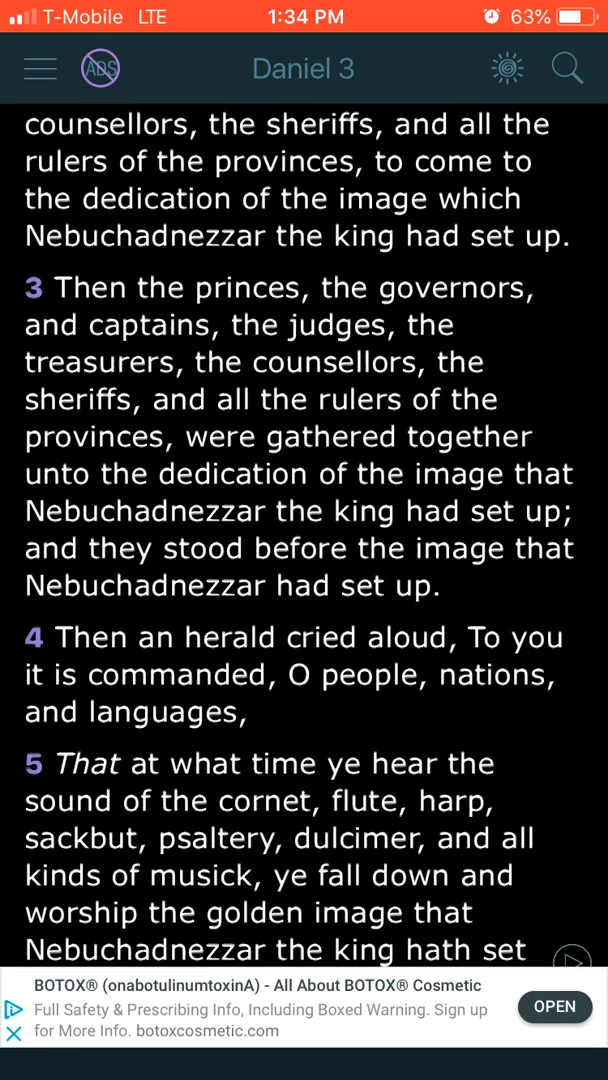 T-Mobile LTE 1:34 PM 63%
ADS Daniel 3
counsellors, the sheriffs, and all the
rulers of the provinces, to come to
the dedication of the image which
Nebuchadnezzar the king had set up.
3 Then the princes, the governors,
and captains, the judges, the
treasurers, the counsellors, the
sheriffs, and all the rulers of the
provinces, were gathered together
unto the dedication of the image that
Nebuchadnezzar the king had set up;
and they stood before the image that
Nebuchadnezzar had set up.
4 Then an herald cried aloud, To you
it is commanded, O people, nations,
and languages,
5 That at what time ye hear the
sound of the cornet, flute, harp,
sackbut, psaltery, dulcimer, and all
kinds of musick, ye fall down and
worship the golden image that
Nebuchadnezzar the king hath set
BOTOX® (onabotulinumtoxinA) - All About BOTOX® Cosmetic
Full Safety & Prescribing Info, Including Boxed Warning. Sign up
for More Info. botoxcosmetic.com
OPEN